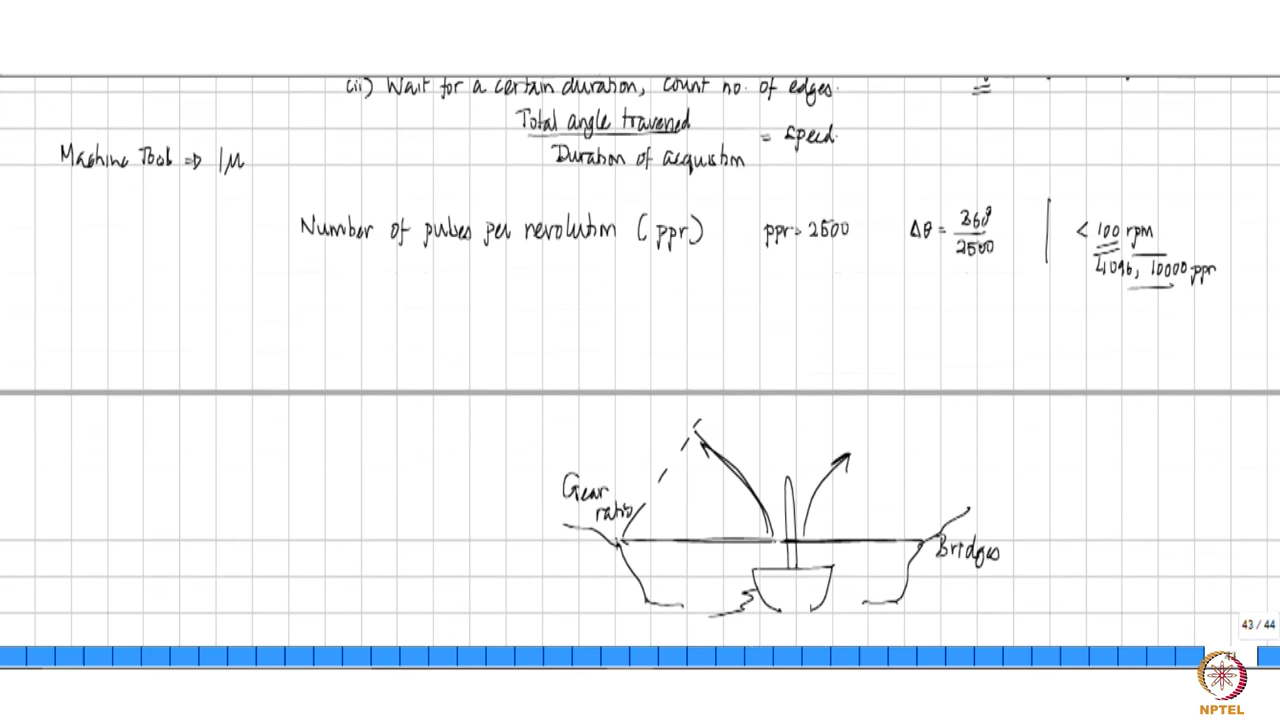 (ii) Wait for a certain duration, count no. of edges.
Total angle traversed
Duration of acquisition
= speed.
Machine Tool ⇒ 1μ
Number of pulses per revolution (ppr)
ppr = 2500
Δθ = 360°
2500
< 100 rpm
4096, 10000 ppr
Gear
ratio
Bridges
43 / 44
NPTEL